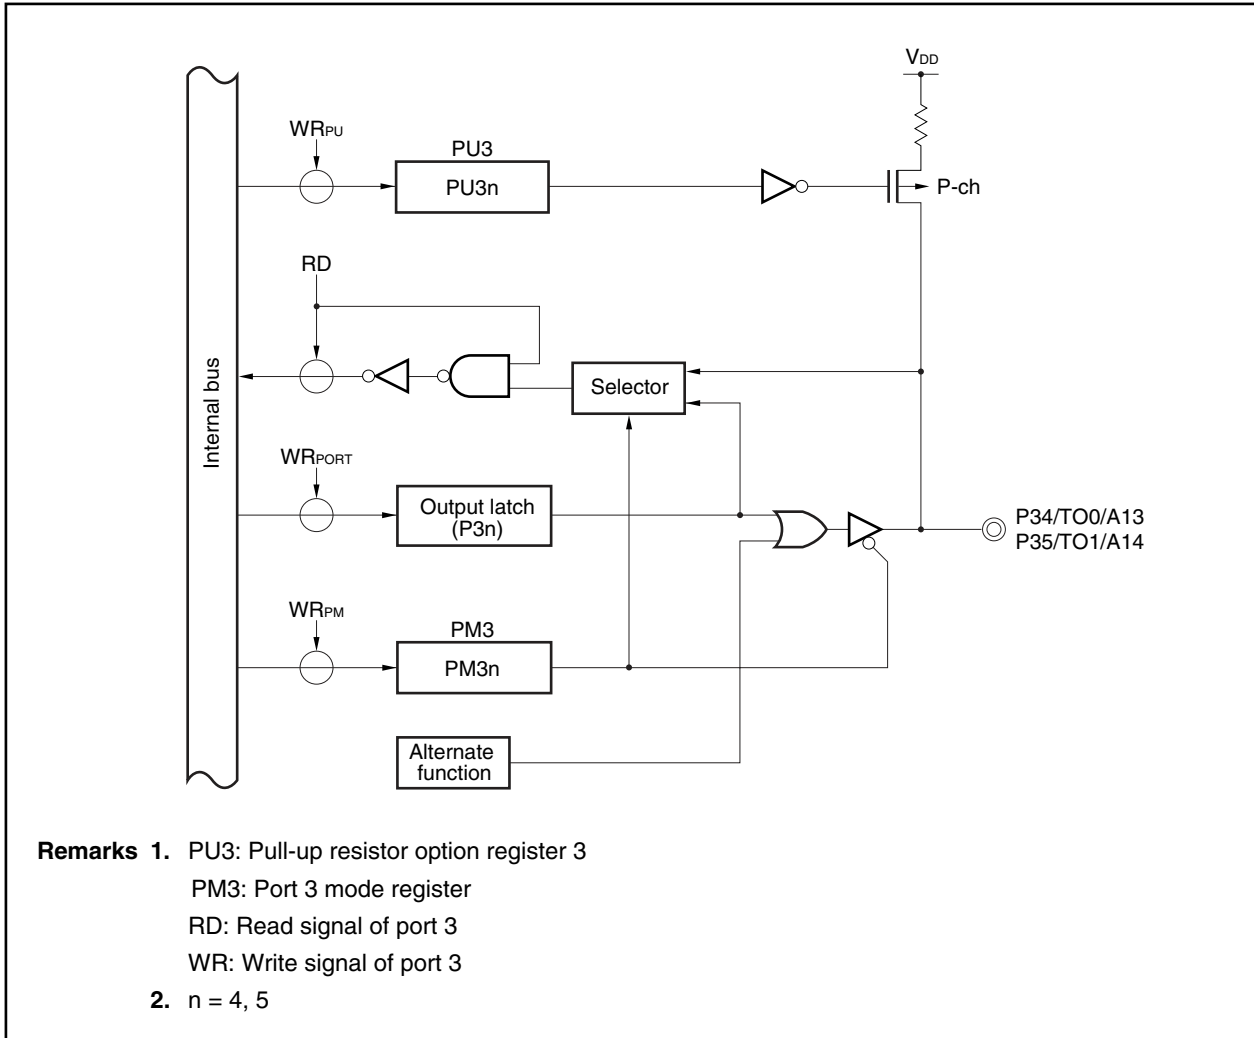 VDD
WRPU
PU3
PU3n
P-ch
RD
Internal bus
Selector
WRPORT
Output latch
(P3n)
P34/TO0/A13
P35/TO1/A14
WRPM
PM3
PM3n
Alternate
function
Remarks 1. PU3: Pull-up resistor option register 3
PM3: Port 3 mode register
RD: Read signal of port 3
WR: Write signal of port 3
2. n = 4, 5